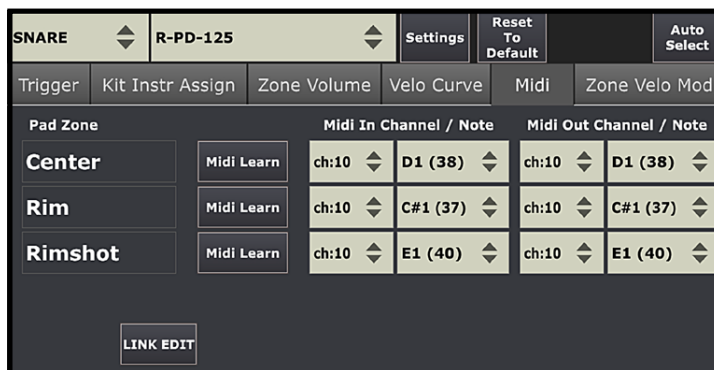 SNARE R-PD-125 Settings Reset To Default Auto Select
Trigger Kit Instr Assign Zone Volume Velo Curve Midi Zone Velo Mod
Pad Zone Midi In Channel / Note Midi Out Channel / Note
Center Midi Learn ch:10 D1 (38) ch:10 D1 (38)
Rim Midi Learn ch:10 C#1 (37) ch:10 C#1 (37)
Rimshot Midi Learn ch:10 E1 (40) ch:10 E1 (40)
LINK EDIT